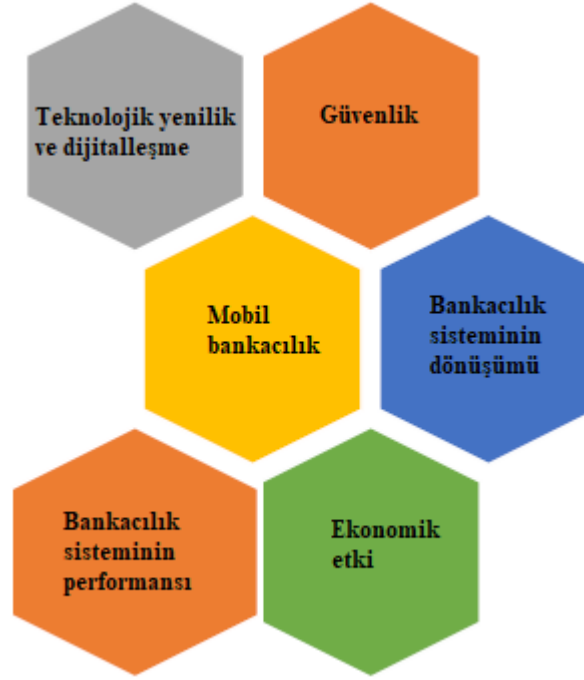 Teknolojik yenilik
ve dijitalleşme
Güvenlik
Mobil
bankacılık
Bankacılık
sisteminin
dönüşümü
Bankacılık
sisteminin
performansı
Ekonomik
etki